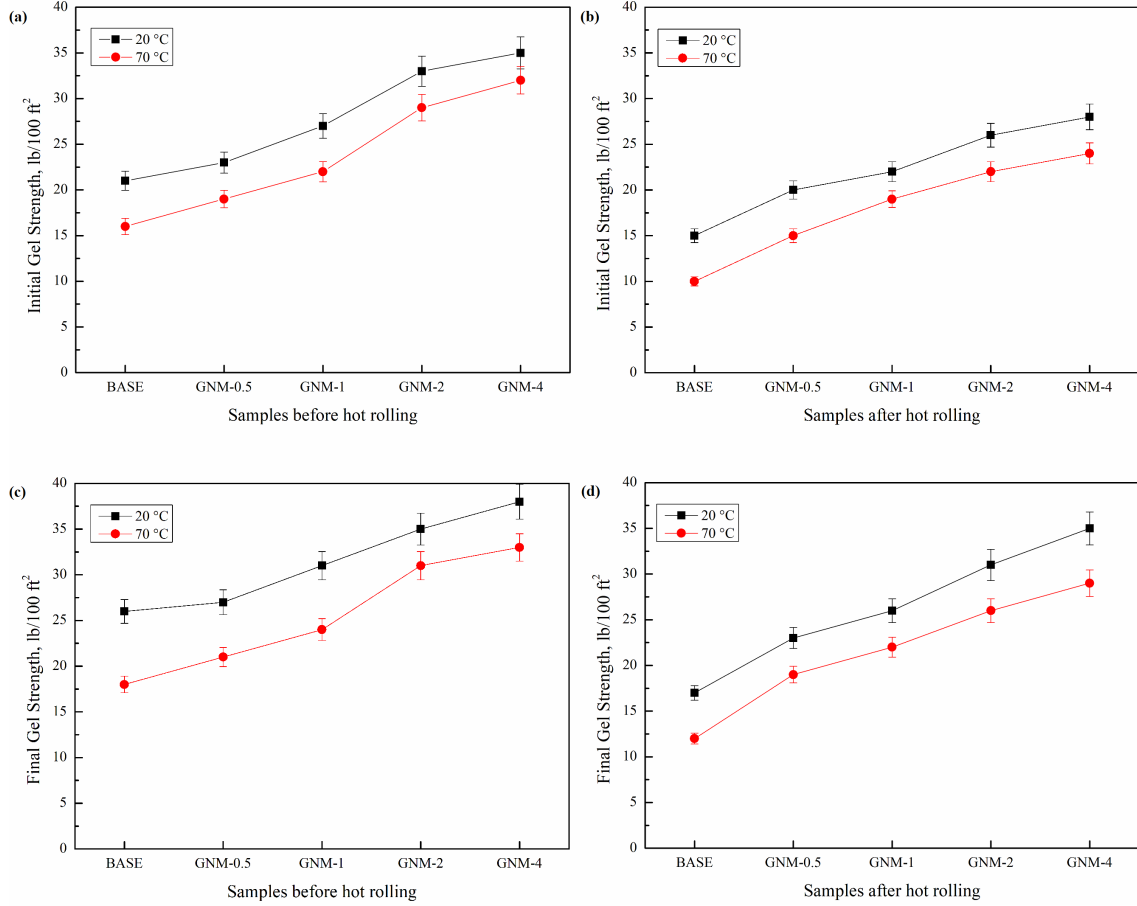 (a)
40
35
30
25
20
15
10
5
0
Initial Gel Strength, lb/100 ft²
20 °C
70 °C
BASE GNM-0.5 GNM-1 GNM-2 GNM-4
Samples before hot rolling
(b)
40
35
30
25
20
15
10
5
0
Initial Gel Strength, lb/100 ft²
20 °C
70 °C
BASE GNM-0.5 GNM-1 GNM-2 GNM-4
Samples after hot rolling
(c)
40
35
30
25
20
15
10
5
0
Final Gel Strength, lb/100 ft²
20 °C
70 °C
BASE GNM-0.5 GNM-1 GNM-2 GNM-4
Samples before hot rolling
(d)
40
35
30
25
20
15
10
5
0
Final Gel Strength, lb/100 ft²
20 °C
70 °C
BASE GNM-0.5 GNM-1 GNM-2 GNM-4
Samples after hot rolling